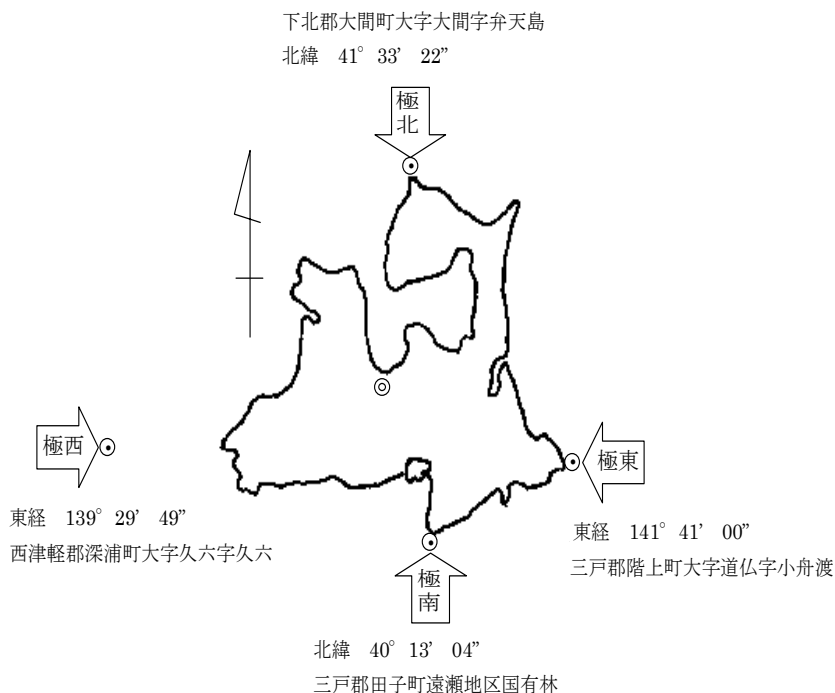 下北郡大間町大字大間字弁天島
北緯 41° 33’ 22”
極北
極西
東経 139° 29’ 49”
西津軽郡深浦町大字久六字久六
極東
東経 141° 41’ 00”
三戸郡階上町大字道仏字小舟渡
極南
北緯 40° 13’ 04”
三戸郡田子町遠瀬地区国有林